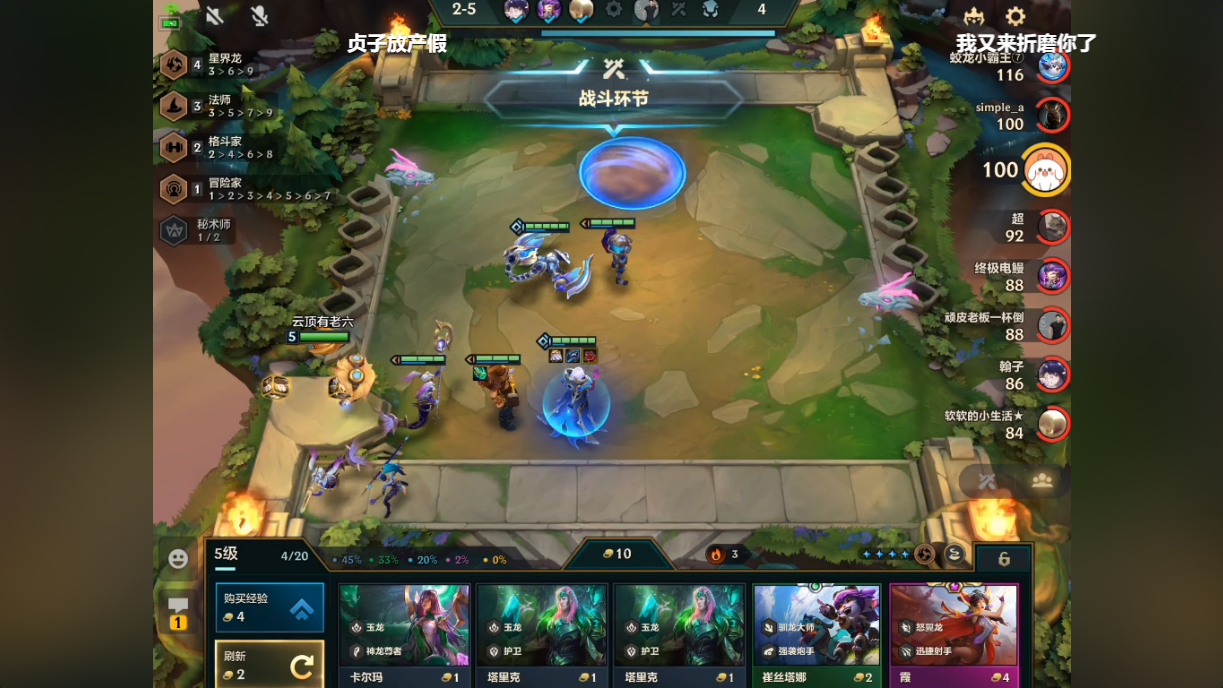 2-5
4
贞子放产假
我又来折磨你了
战斗环节
4 星界龙
3 > 6 > 9
3 法师
3 > 5 > 7 > 9
2 格斗家
2 > 4 > 6 > 8
1 冒险家
1 > 2 > 3 > 4 > 5 > 6 > 7
秘术师
1 / 2
蛟龙小霸王⑦
116
simple_a
100
100
超
92
终极电鳗
88
顽皮老板一杯倒
88
翰子
86
软软的小生活★
84
云顶有老六
5
5级
4/20
45% 33% 20% 2% 0%
10
3
6
购买经验
4
刷新
2
玉龙
神龙尊者
卡尔玛 1
玉龙
护卫
塔里克 1
玉龙
护卫
塔里克 1
驯龙大师
强袭炮手
崔丝塔娜 2
怒翼龙
迅捷射手
霞 4
1